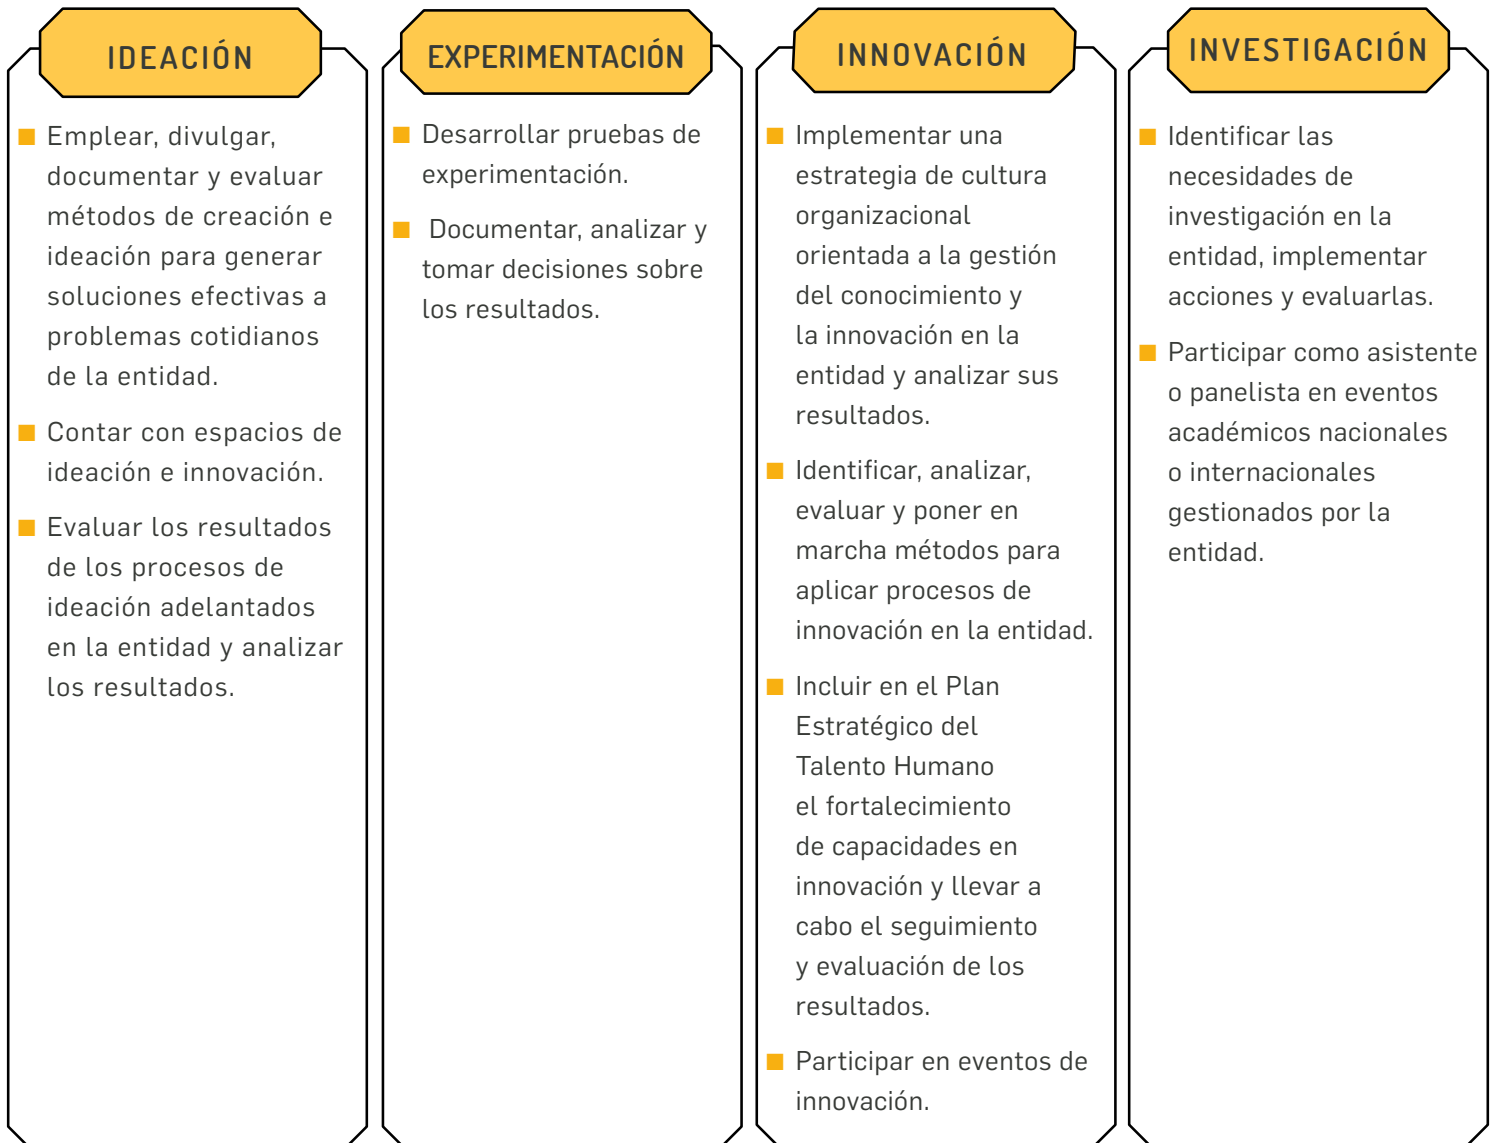 IDEACIÓN
Emplear, divulgar,
documentar y evaluar
métodos de creación e
ideación para generar
soluciones efectivas a
problemas cotidianos
de la entidad.
Contar con espacios de
ideación e innovación.
Evaluar los resultados
de los procesos de
ideación adelantados
en la entidad y analizar
los resultados.
EXPERIMENTACIÓN
Desarrollar pruebas de
experimentación.
Documentar, analizar y
tomar decisiones sobre
los resultados.
INNOVACIÓN
Implementar una
estrategia de cultura
organizacional
orientada a la gestión
del conocimiento y
la innovación en la
entidad y analizar sus
resultados.
Identificar, analizar,
evaluar y poner en
marcha métodos para
aplicar procesos de
innovación en la entidad.
Incluir en el Plan
Estratégico del
Talento Humano
el fortalecimiento
de capacidades en
innovación y llevar a
cabo el seguimiento
y evaluación de los
resultados.
Participar en eventos de
innovación.
INVESTIGACIÓN
Identificar las
necesidades de
investigación en la
entidad, implementar
acciones y evaluarlas.
Participar como asistente
o panelista en eventos
académicos nacionales
o internacionales
gestionados por la
entidad.